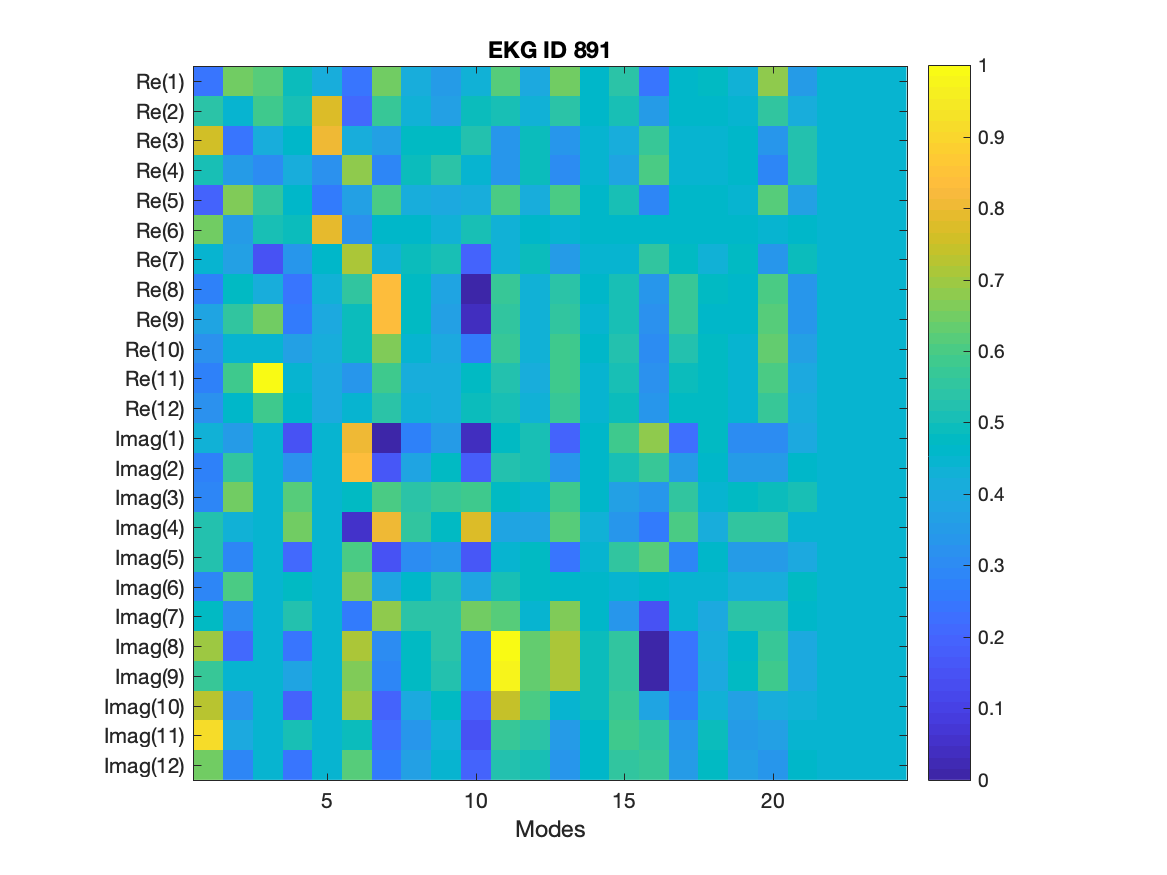 EKG ID 891
Re(1)
Re(2)
Re(3)
Re(4)
Re(5)
Re(6)
Re(7)
Re(8)
Re(9)
Re(10)
Re(11)
Re(12)
Imag(1)
Imag(2)
Imag(3)
Imag(4)
Imag(5)
Imag(6)
Imag(7)
Imag(8)
Imag(9)
Imag(10)
Imag(11)
Imag(12)
5 10 15 20
Modes
1
0.9
0.8
0.7
0.6
0.5
0.4
0.3
0.2
0.1
0